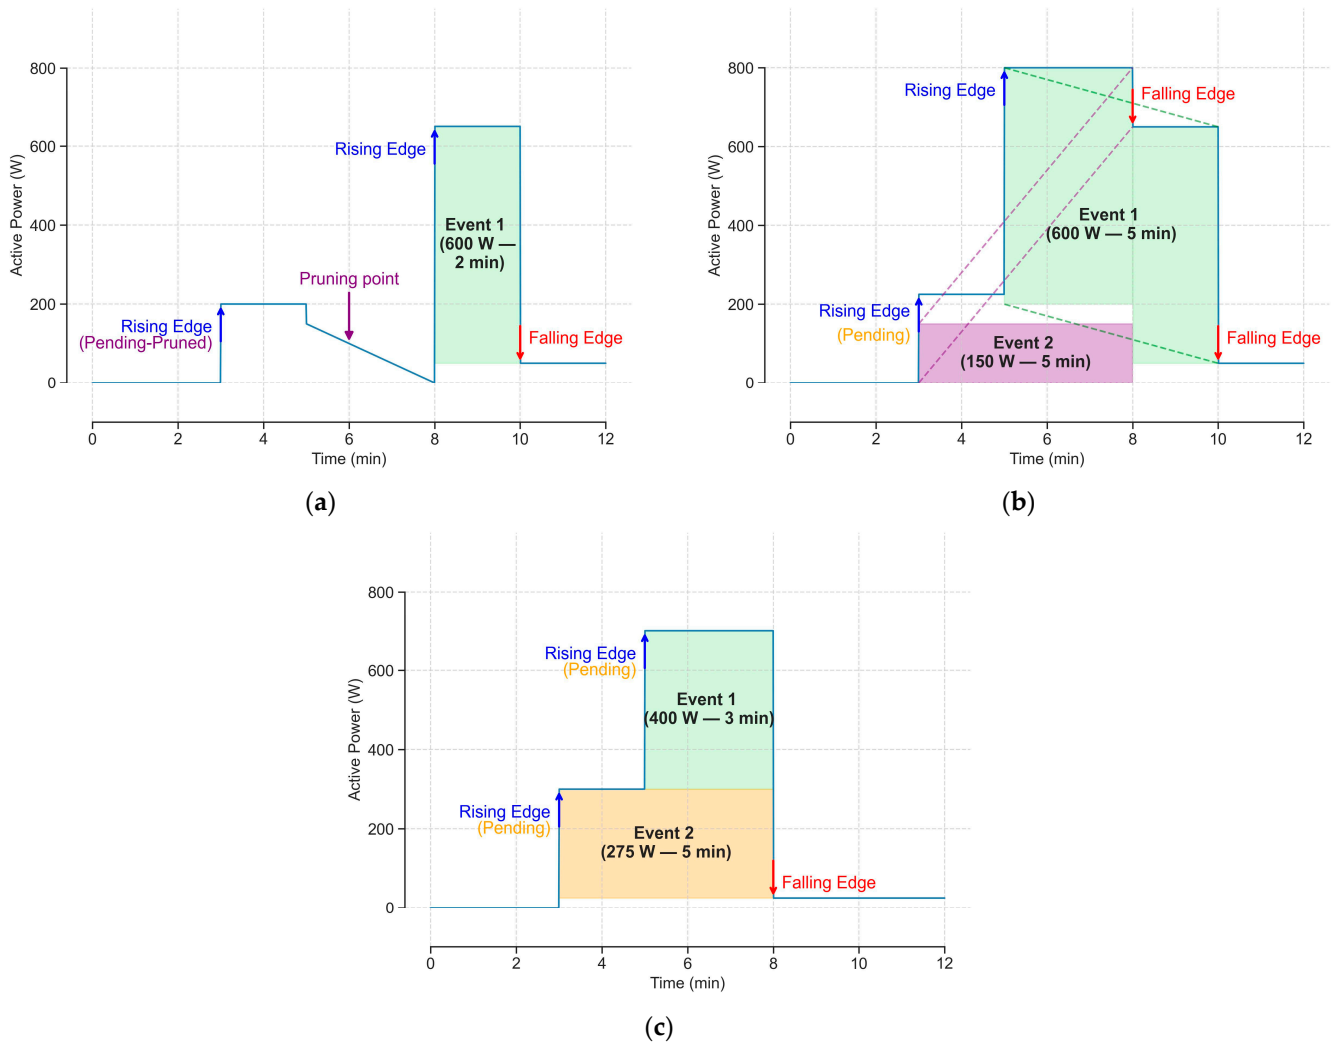 800
600
400
200
0
Active Power (W)
Rising Edge
Event 1
(600 W —
2 min)
Pruning point
Rising Edge
(Pending-Pruned)
Falling Edge
0 2 4 6 8 10 12
Time (min)
(a)
800
600
400
200
0
Active Power (W)
Rising Edge
Falling Edge
Event 1
(600 W — 5 min)
Rising Edge
(Pending)
Event 2
(150 W — 5 min)
Falling Edge
0 2 4 6 8 10 12
Time (min)
(b)
800
600
400
200
0
Active Power (W)
Rising Edge
(Pending)
Event 1
(400 W — 3 min)
Rising Edge
(Pending)
Event 2
(275 W — 5 min)
Falling Edge
0 2 4 6 8 10 12
Time (min)
(c)